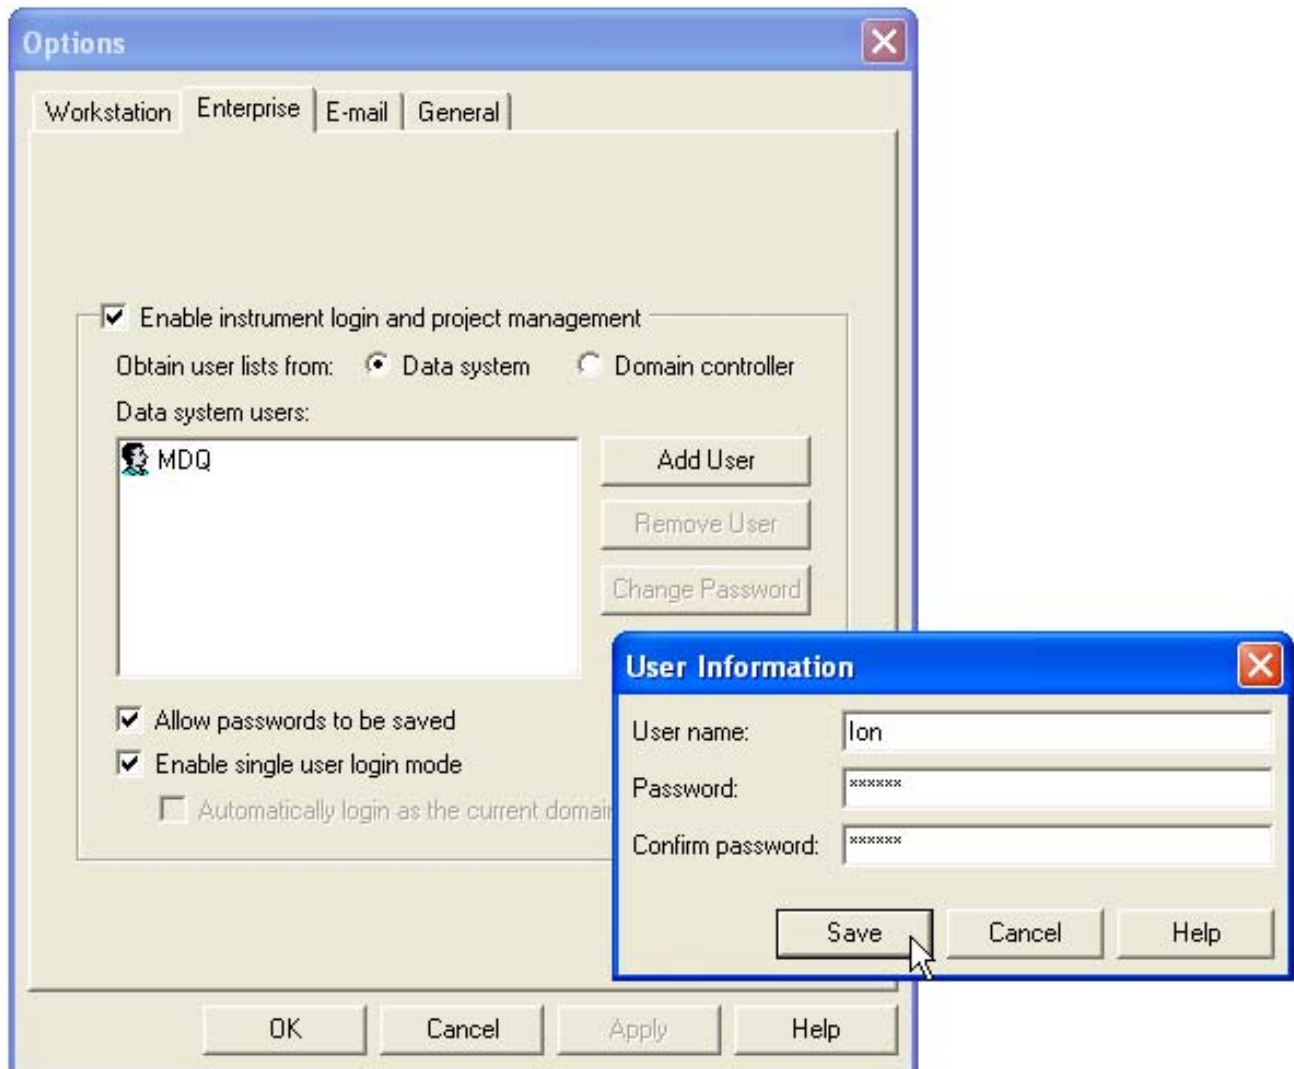 Options
Workstation Enterprise E-mail General
Enable instrument login and project management
Obtain user lists from: Data system Domain controller
Data system users:
MDQ
Add User
Remove User
Change Password
Allow passwords to be saved
Enable single user login mode
Automatically login as the current domain
User Information
User name: Ion
Password: ******
Confirm password: ******
Save Cancel Help
OK Cancel Apply Help